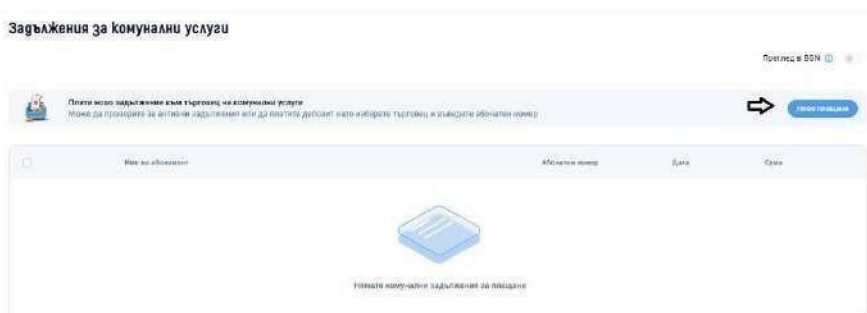 Задължения за комунални услуги
Преглед в BGN
Плати ново задължение към търговец на комунални услуги
Може да проверите за активни задължения или да платите депозит като изберете търговец и въведете абонатен номер
Ново плащане
Име на абонамент
Абонатен номер
Дата
Сума
Нямате комунални задължения за плащане